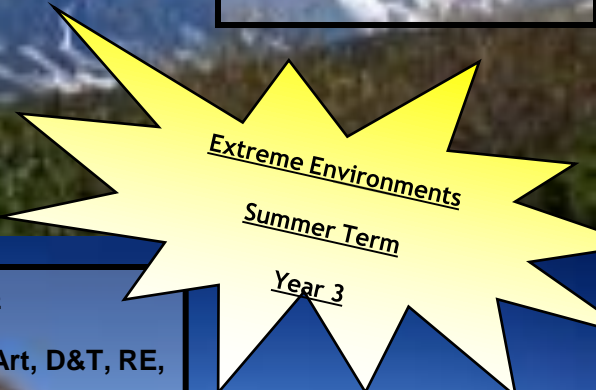 Extreme Environments
Summer Term
Year 3
Art, D&T, RE,